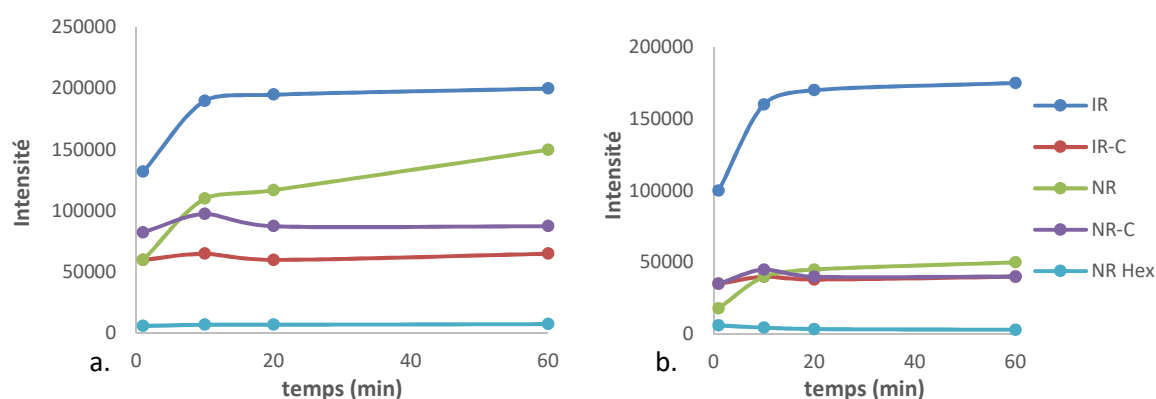 250000
200000
150000
100000
50000
0
0
20
40
60
Intensité
temps (min)
a.
200000
150000
100000
50000
0
0
20
40
60
Intensité
temps (min)
b.
IR
IR-C
NR
NR-C
NR Hex